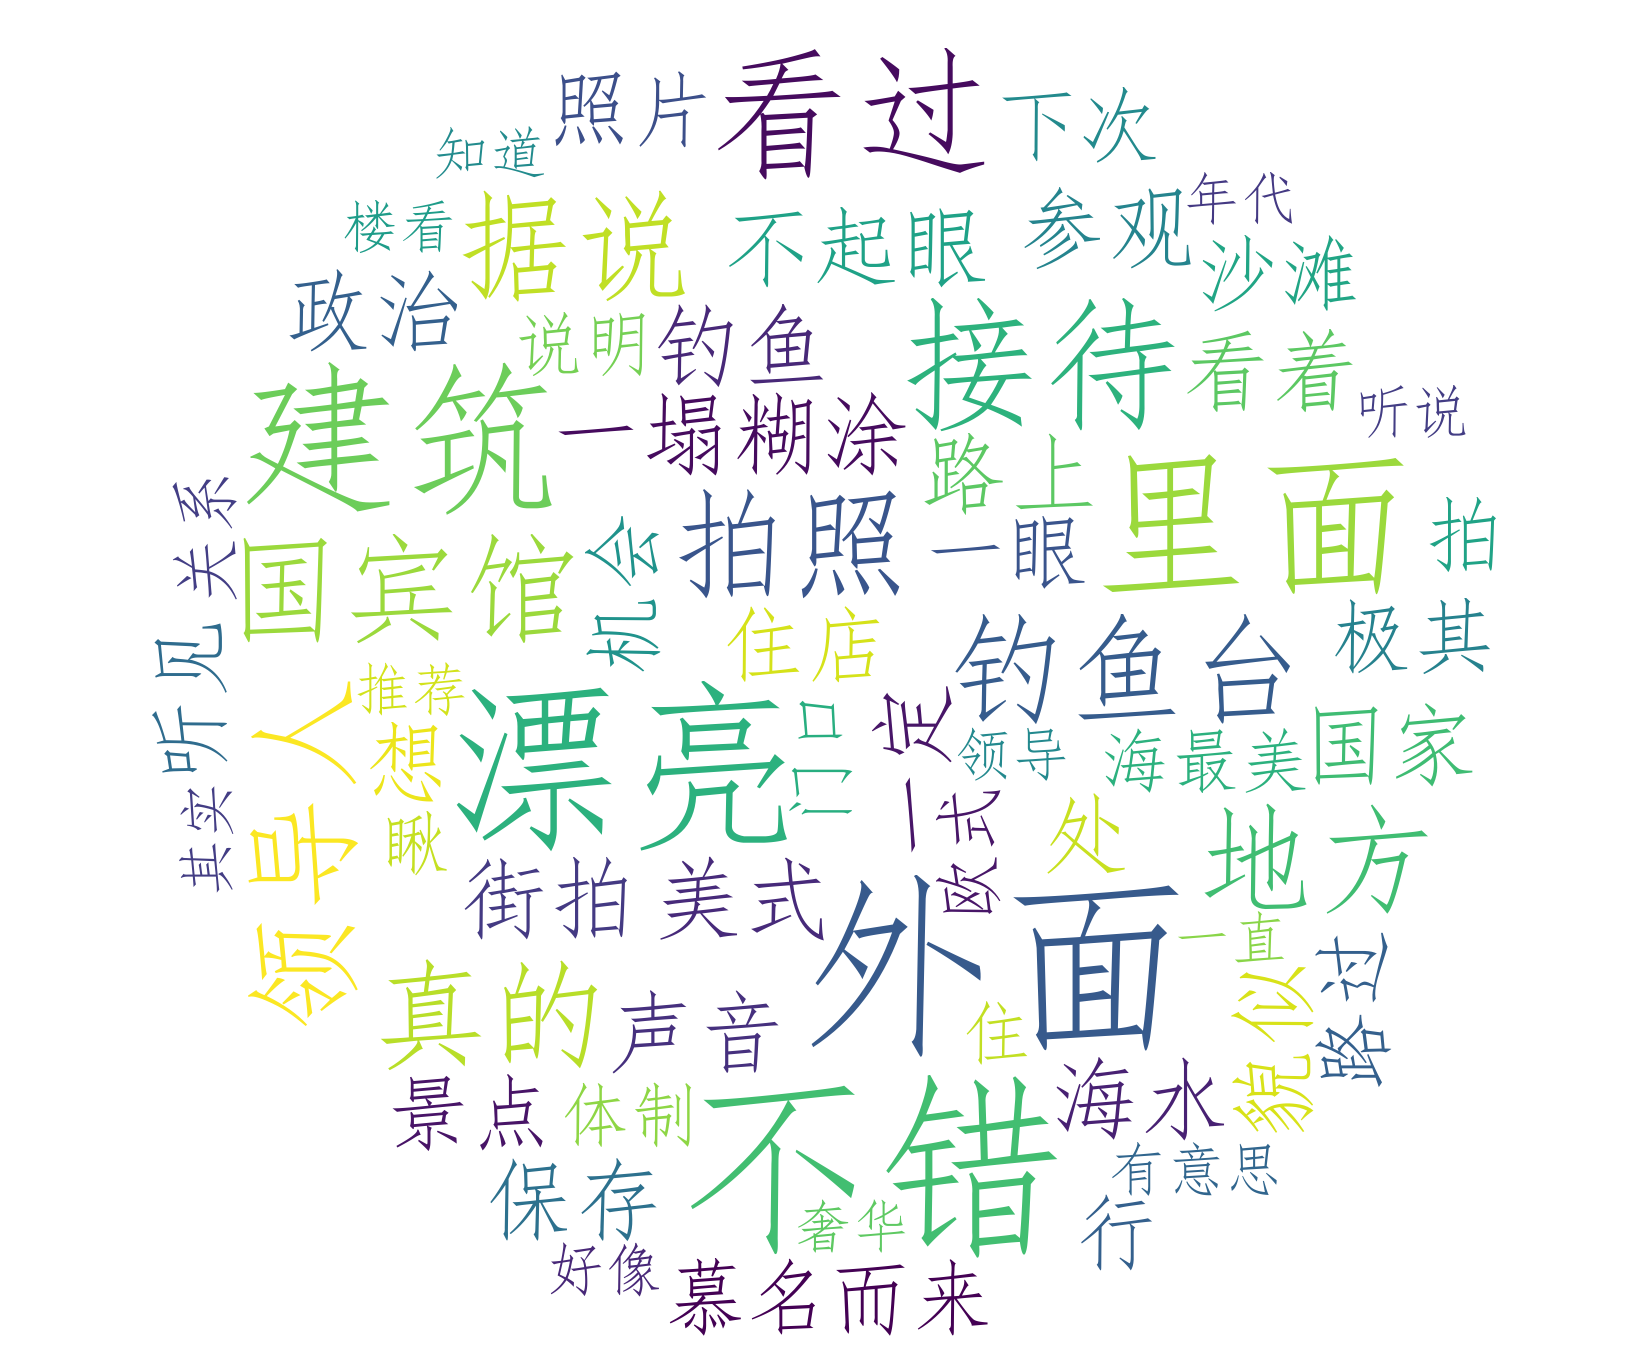 看过
照片
下次
知道
年代
楼看
据说
不起眼
参观
沙滩
政治
说明
钓鱼
接待
看着
建筑
一塌糊涂
听说
路上
里面
关系
国宾馆
机会
拍照
一眼
拍
住店
钓鱼台
极其
听见
推荐
漂亮
门口
一定
领导
海最美
国家
领导人
想
其实
瞅
欧式
处
地方
街拍
美式
外面
一直
路过
真的
声音
住
貌似
景点
体制
不错
海水
保存
有意思
奢华
行
好像
慕名而来